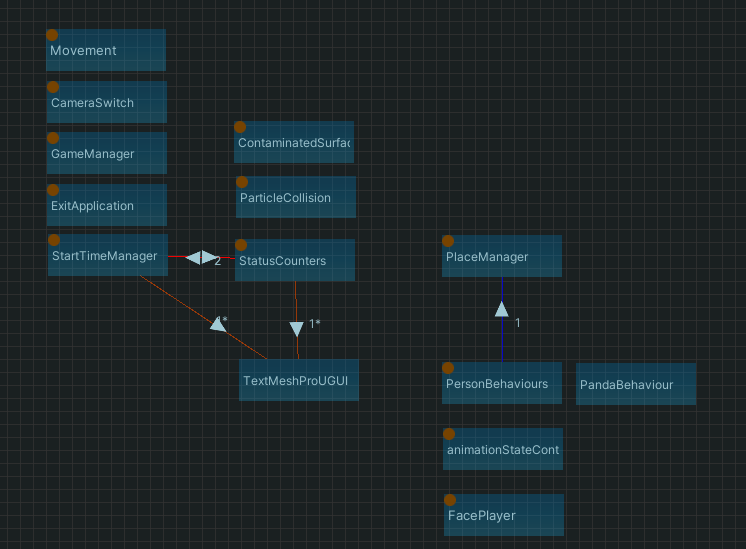 Movement
CameraSwitch
GameManager
ExitApplication
StartTimeManager
2
1*
ContaminatedSurfac
ParticleCollision
StatusCounters
1*
TextMeshProUGUI
PlaceManager
1
PersonBehaviours
PandaBehaviour
animationStateCont
FacePlayer